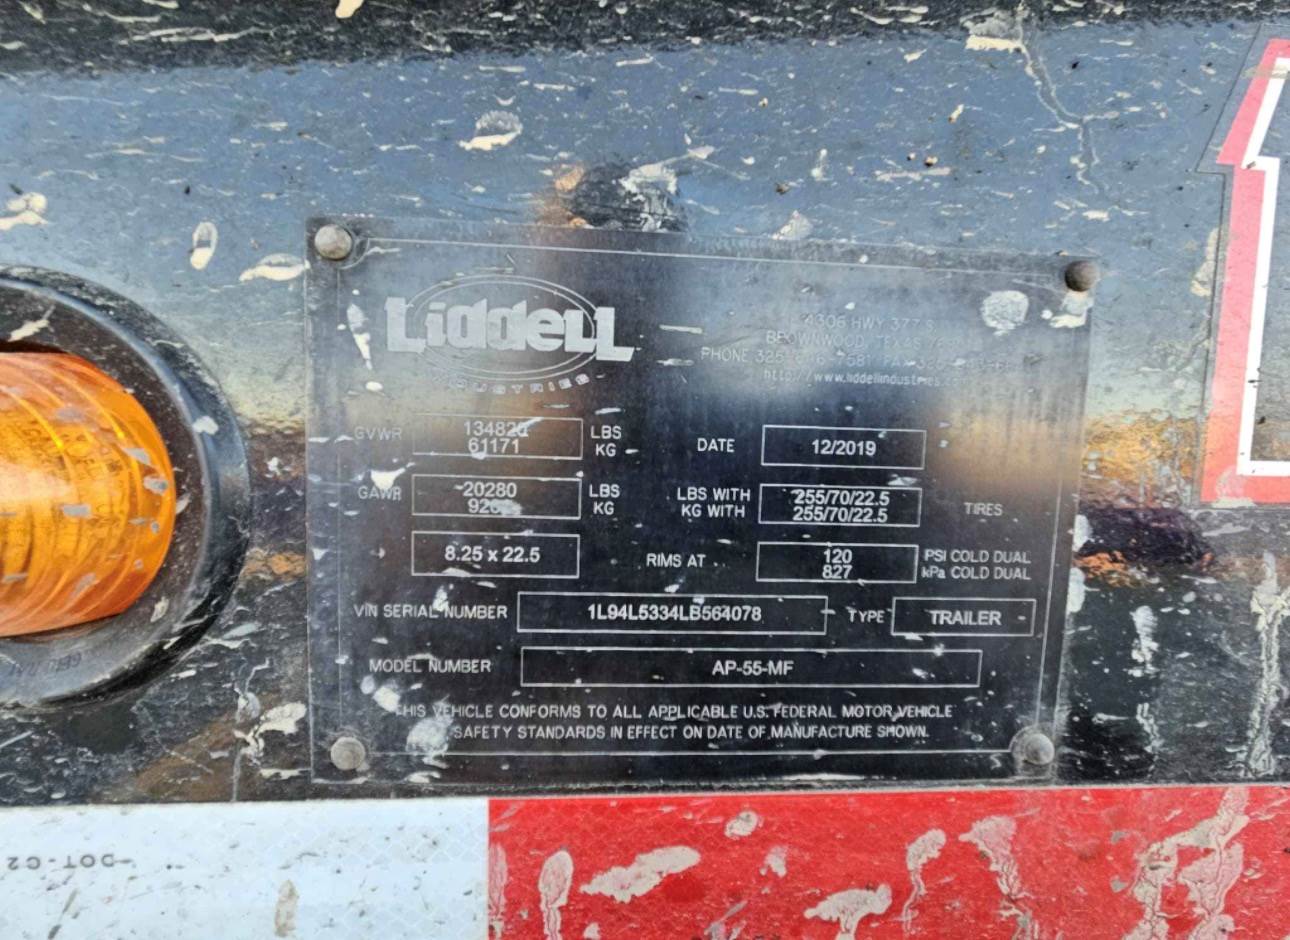 LiddeLL
INDUSTRIES
4306 HWY 377 S
BROWNWOOD, TEXAS
PHONE
http://www.liddellindustries.
GVWR 134820 LBS
61171 KG
DATE 12/2019
GAWR 20280 LBS
KG
LBS WITH 255/70/22.5
KG WITH 255/70/22.5
TIRES
8.25 x 22.5
RIMS AT
120 PSI COLD DUAL
827 kPa COLD DUAL
VIN SERIAL NUMBER 1L94L5334LB564078 TYPE TRAILER
MODEL NUMBER AP-55-MF
THIS VEHICLE CONFORMS TO ALL APPLICABLE U.S. FEDERAL MOTOR VEHICLE
SAFETY STANDARDS IN EFFECT ON DATE OF MANUFACTURE SHOWN.
DOT-C2